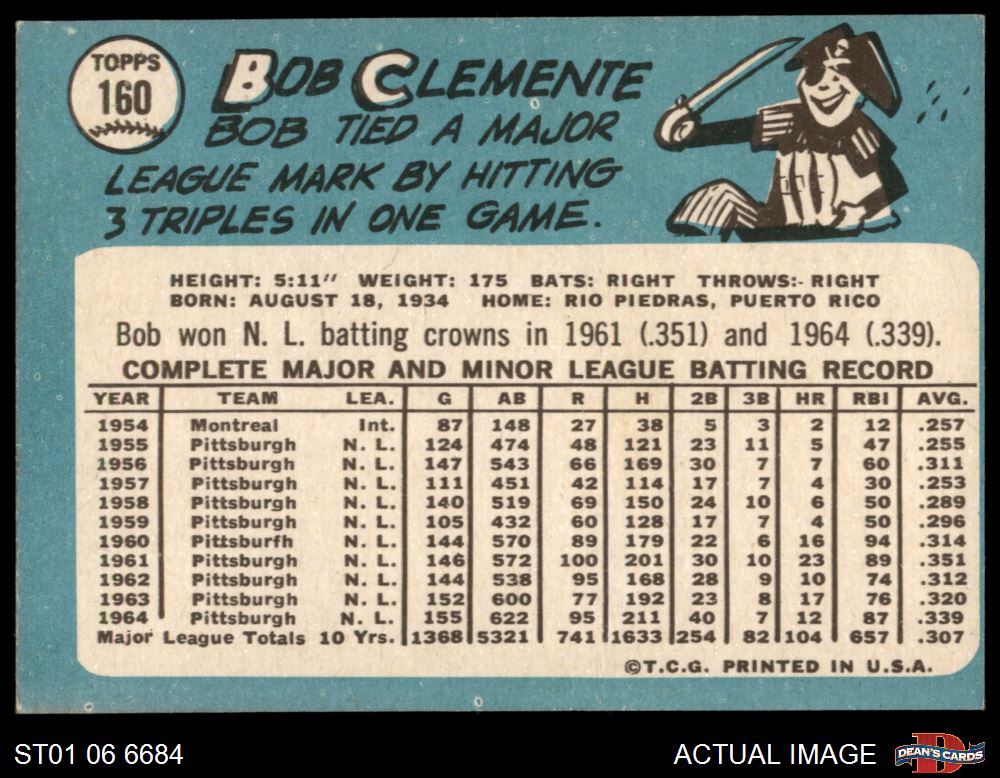 TOPPS
160
BOB CLEMENTE
BOB TIED A MAJOR
LEAGUE MARK BY HITTING
3 TRIPLES IN ONE GAME.
HEIGHT: 5:11" WEIGHT: 175 BATS: RIGHT THROWS:- RIGHT
BORN: AUGUST 18, 1934 HOME: RIO PIEDRAS, PUERTO RICO
Bob won N. L. batting crowns in 1961 (.351) and 1964 (.339).
COMPLETE MAJOR AND MINOR LEAGUE BATTING RECORD
YEAR TEAM LEA. G AB R H 2B 3B HR RBI AVG.
1954 Montreal Int. 87 148 27 38 5 3 2 12 .257
1955 Pittsburgh N. L. 124 474 48 121 23 11 5 47 .255
1956 Pittsburgh N. L. 147 543 66 169 30 7 7 60 .311
1957 Pittsburgh N. L. 111 451 42 114 17 7 4 30 .253
1958 Pittsburgh N. L. 140 519 69 150 24 10 6 50 .289
1959 Pittsburgh N. L. 105 432 60 128 17 7 4 50 .296
1960 Pittsburfh N. L. 144 570 89 179 22 6 16 94 .314
1961 Pittsburgh N. L. 146 572 100 201 30 10 23 89 .351
1962 Pittsburgh N. L. 144 538 95 168 28 9 10 74 .312
1963 Pittsburgh N. L. 152 600 77 192 23 8 17 76 .320
1964 Pittsburgh N. L. 155 622 95 211 40 7 12 87 .339
Major League Totals 10 Yrs. 1368 5321 741 1633 254 82 104 657 .307
©T.C.G. PRINTED IN U.S.A.
ST01 06 6684
ACTUAL IMAGE
D
DEAN'S CARDS